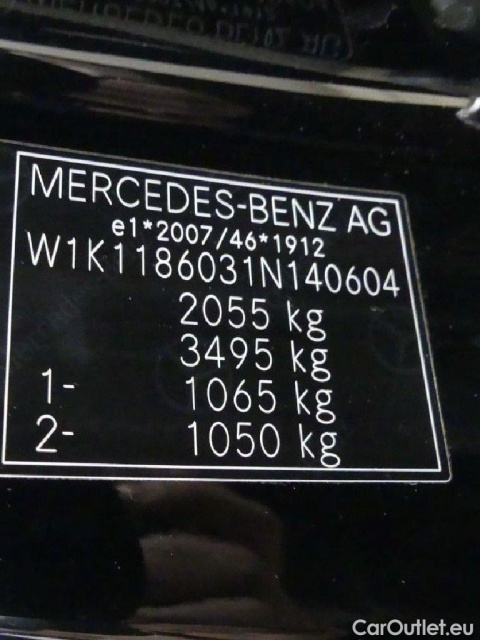 MERCEDES-BENZ AG
e1*2007/46*1912
W1K1186031N140604
2055 kg
3495 kg
1- 1065 kg
2- 1050 kg
CarOutlet.eu